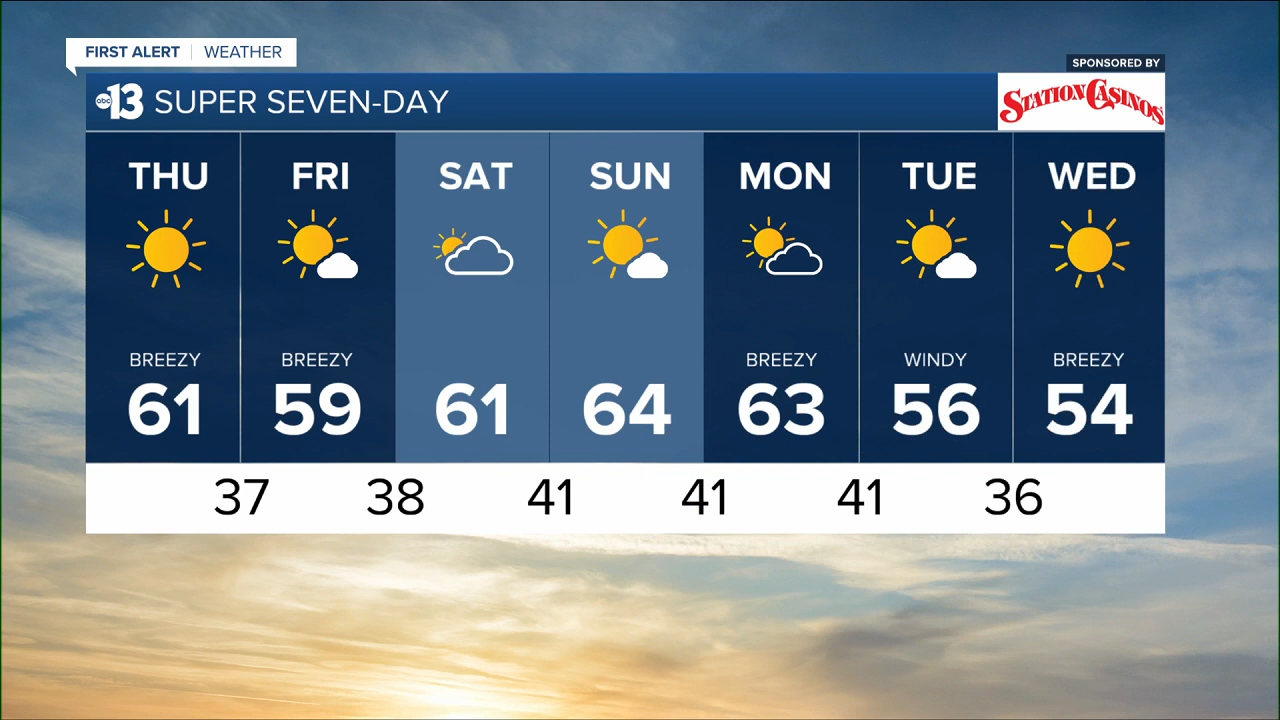 FIRST ALERT | WEATHER
SPONSORED BY
abc 13 SUPER SEVEN-DAY
STATION CASINOS
THU FRI SAT SUN MON TUE WED
BREEZY BREEZY BREEZY WINDY BREEZY
61 59 61 64 63 56 54
37 38 41 41 41 36